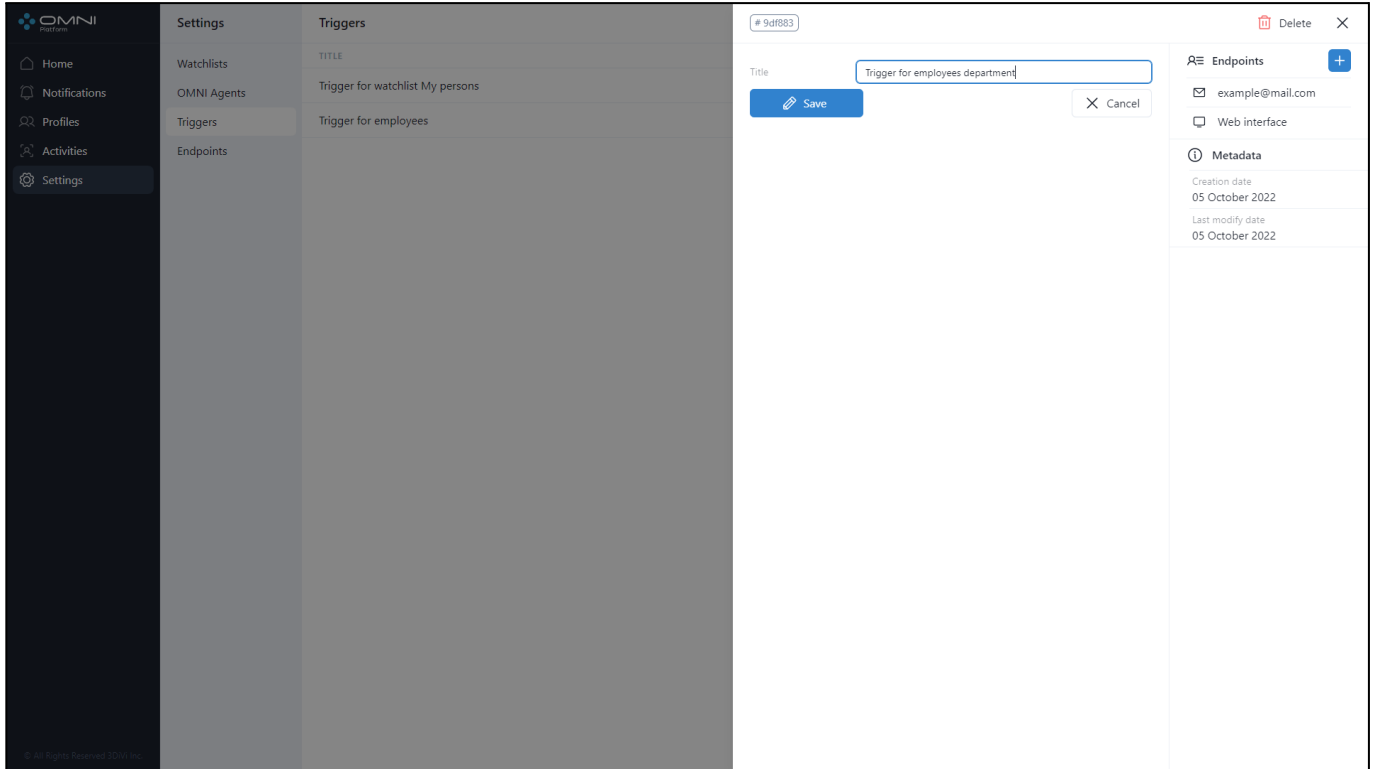 OMNI
Platform
Home
Notifications
Profiles
Activities
Settings
© All Rights Reserved 3DiVi Inc.
Settings
Watchlists
OMNI Agents
Triggers
Endpoints
Triggers
TITLE
Trigger for watchlist My persons
Trigger for employees
# 9df883
Delete
Title
Trigger for employees department
Save
Cancel
Endpoints
example@mail.com
Web interface
Metadata
Creation date
05 October 2022
Last modify date
05 October 2022